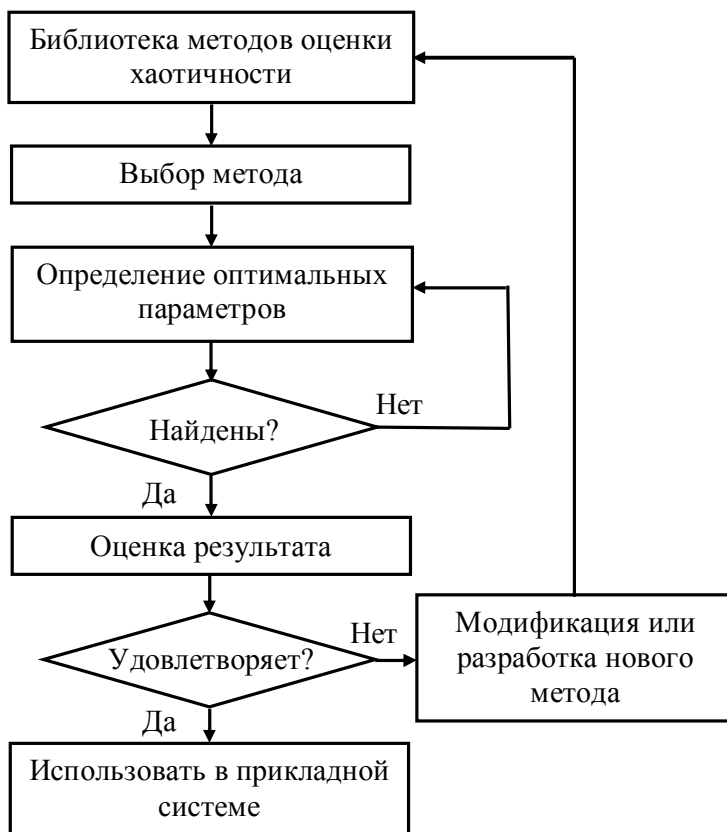 Библиотека методов оценки
хаотичности
Выбор метода
Определение оптимальных
параметров
Нет
Найдены?
Да
Оценка результата
Нет
Удовлетворяет?
Модификация или
разработка нового
метода
Да
Использовать в прикладной
системе